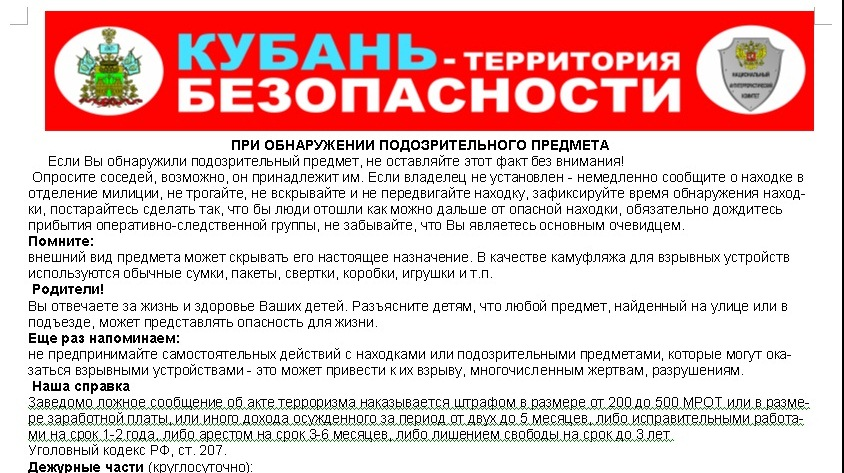 КУБАНЬ - ТЕРРИТОРИЯ
БЕЗОПАСНОСТИ
НАЦИОНАЛЬНЫЙ
АНТИТЕРРОРИСТИЧЕСКИЙ
КОМИТЕТ
ПРИ ОБНАРУЖЕНИИ ПОДОЗРИТЕЛЬНОГО ПРЕДМЕТА
Если Вы обнаружили подозрительный предмет, не оставляйте этот факт без внимания!
Опросите соседей, возможно, он принадлежит им. Если владелец не установлен - немедленно сообщите о находке в
отделение милиции, не трогайте, не вскрывайте и не передвигайте находку, зафиксируйте время обнаружения наход-
ки, постарайтесь сделать так, что бы люди отошли как можно дальше от опасной находки, обязательно дождитесь
прибытия оперативно-следственной группы, не забывайте, что Вы являетесь основным очевидцем.
Помните:
внешний вид предмета может скрывать его настоящее назначение. В качестве камуфляжа для взрывных устройств
используются обычные сумки, пакеты, свертки, коробки, игрушки и т.п.
Родители!
Вы отвечаете за жизнь и здоровье Ваших детей. Разъясните детям, что любой предмет, найденный на улице или в
подъезде, может представлять опасность для жизни.
Еще раз напоминаем:
не предпринимайте самостоятельных действий с находками или подозрительными предметами, которые могут ока-
заться взрывными устройствами - это может привести к их взрыву, многочисленным жертвам, разрушениям.
Наша справка
Заведомо ложное сообщение об акте терроризма наказывается штрафом в размере от 200 до 500 МРОТ или в разме-
ре заработной платы, или иного дохода осужденного за период от двух до 5 месяцев, либо исправительными работа-
ми на срок 1-2 года, либо арестом на срок 3-6 месяцев, либо лишением свободы на срок до 3 лет.
Уголовный кодекс РФ, ст. 207.
Дежурные части (круглосуточно):